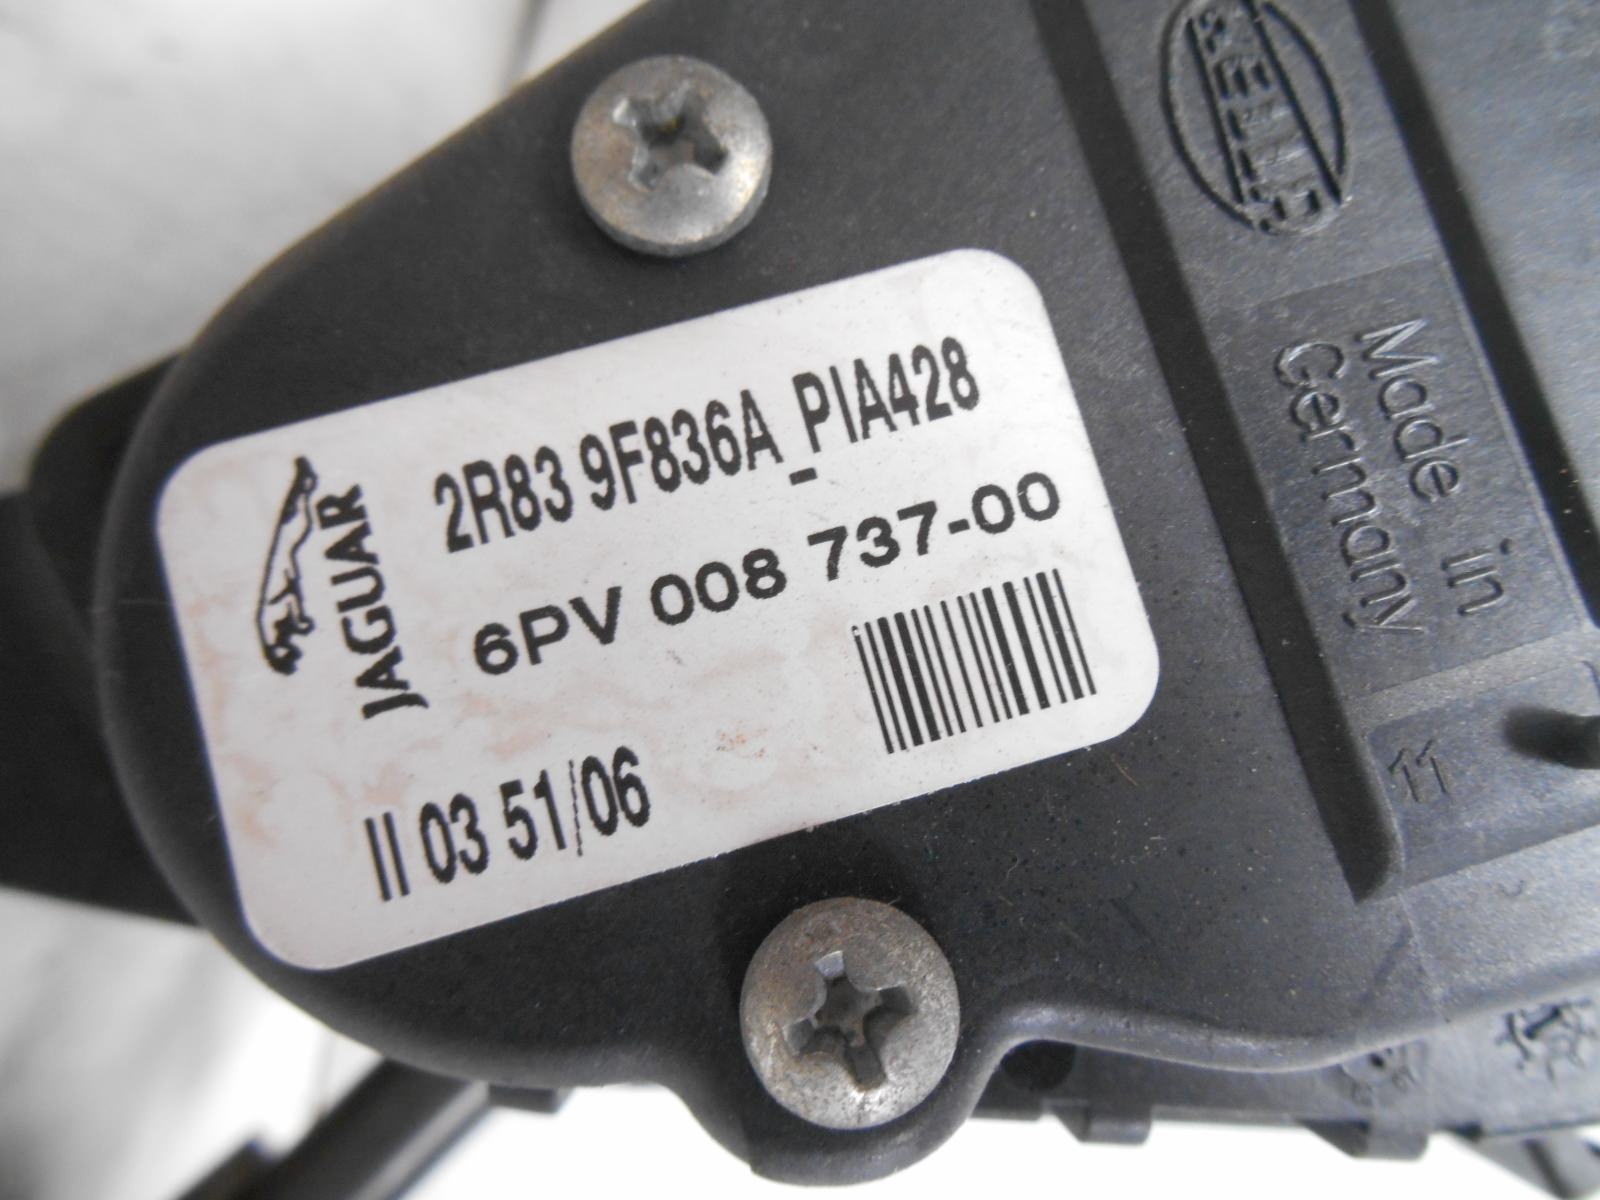 JAGUAR
2R83 9F836A_PIA428
6PV 008 737-00
II 03 51/06
HELLA
Made in
Germany
11